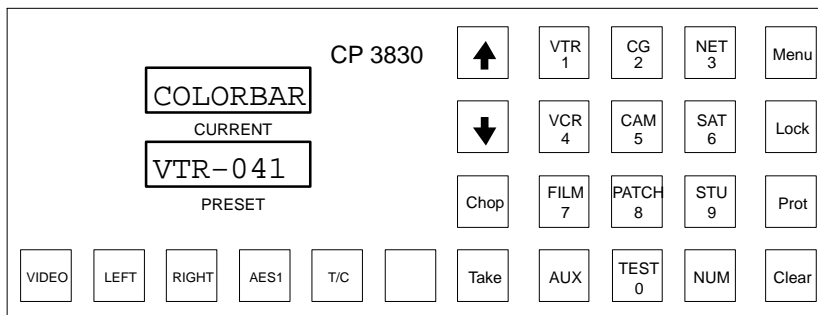 CP 3830
COLORBAR
CURRENT
VTR-041
PRESET
VTR
1
CG
2
NET
3
Menu
VCR
4
CAM
5
SAT
6
Lock
Chop
FILM
7
PATCH
8
STU
9
Prot
VIDEO
LEFT
RIGHT
AES1
T/C
Take
AUX
TEST
0
NUM
Clear